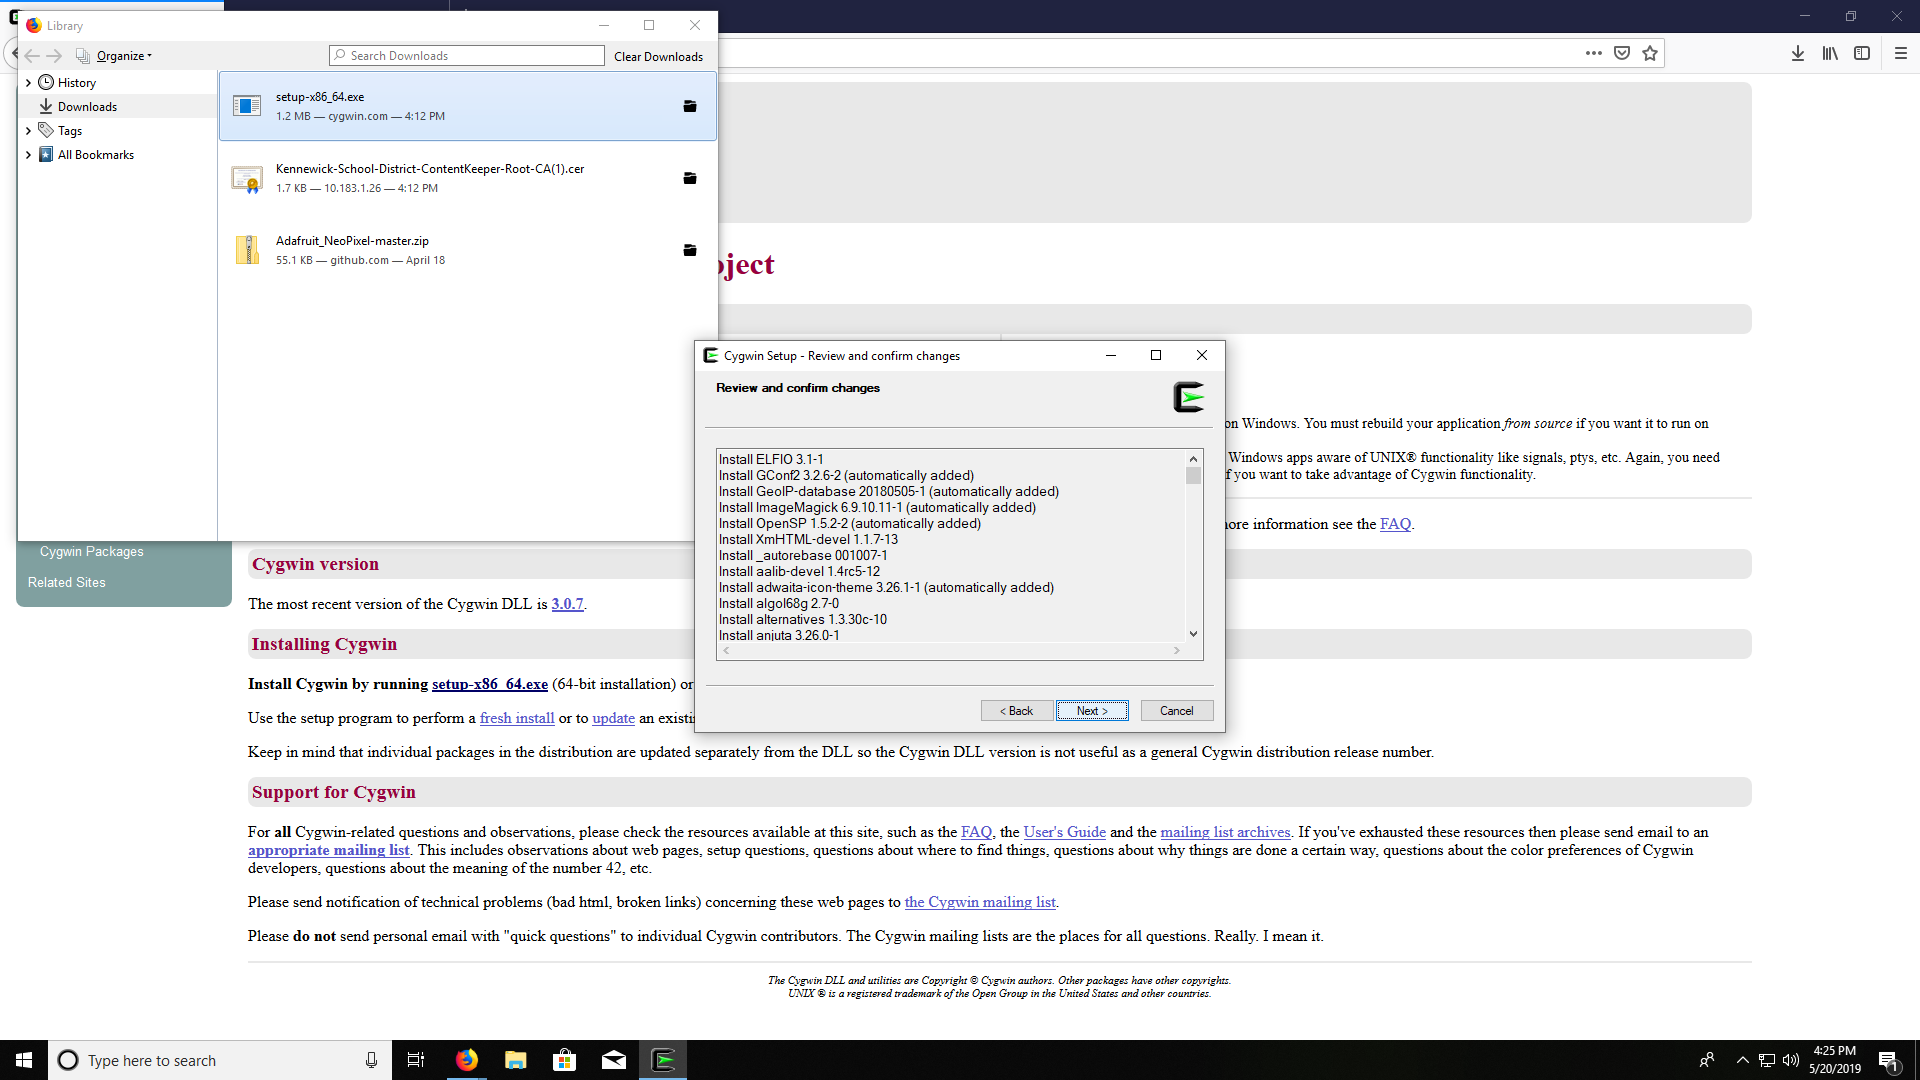 Library
Organize
Search Downloads
Clear Downloads
History
Downloads
Tags
All Bookmarks
setup-x86_64.exe
1.2 MB — cygwin.com — 4:12 PM
Kennewick-School-District-ContentKeeper-Root-CA(1).cer
1.7 KB — 10.183.1.26 — 4:12 PM
Adafruit_NeoPixel-master.zip
55.1 KB — github.com — April 18
Cygwin Setup - Review and confirm changes
Review and confirm changes
Install ELFIO 3.1-1
Install GConf2 3.2.6-2 (automatically added)
Install GeoIP-database 20180505-1 (automatically added)
Install ImageMagick 6.9.10.11-1 (automatically added)
Install OpenSP 1.5.2-2 (automatically added)
Install XmHTML-devel 1.1.7-13
Install _autorebase 001007-1
Install aalib-devel 1.4rc5-12
Install adwaita-icon-theme 3.26.1-1 (automatically added)
Install algol68g 2.7-0
Install alternatives 1.3.30c-10
Install anjuta 3.26.0-1
< Back
Next >
Cancel
on Windows. You must rebuild your application from source if you want it to run on
Windows apps aware of UNIX® functionality like signals, ptys, etc. Again, you need
if you want to take advantage of Cygwin functionality.
information see the FAQ.
Cygwin Packages
Related Sites
Cygwin version
The most recent version of the Cygwin DLL is 3.0.7.
Installing Cygwin
Install Cygwin by running setup-x86_64.exe (64-bit installation) or
Use the setup program to perform a fresh install or to update an
Keep in mind that individual packages in the distribution are updated separately from the DLL so the Cygwin DLL version is not useful as a general Cygwin distribution release number.
Support for Cygwin
For all Cygwin-related questions and observations, please check the resources available at this site, such as the FAQ, the User's Guide and the mailing list archives. If you've exhausted these resources then please send email to an
appropriate mailing list. This includes observations about web pages, setup questions, questions about where to find things, questions about why things are done a certain way, questions about the color preferences of Cygwin
developers, questions about the meaning of the number 42, etc.
Please send notification of technical problems (bad html, broken links) concerning these web pages to the Cygwin mailing list.
Please do not send personal email with "quick questions" to individual Cygwin contributors. The Cygwin mailing lists are the places for all questions. Really. I mean it.
The Cygwin DLL and utilities are Copyright © Cygwin authors. Other packages have other copyrights.
UNIX ® is a registered trademark of the Open Group in the United States and other countries.
Type here to search
4:25 PM
5/20/2019
1